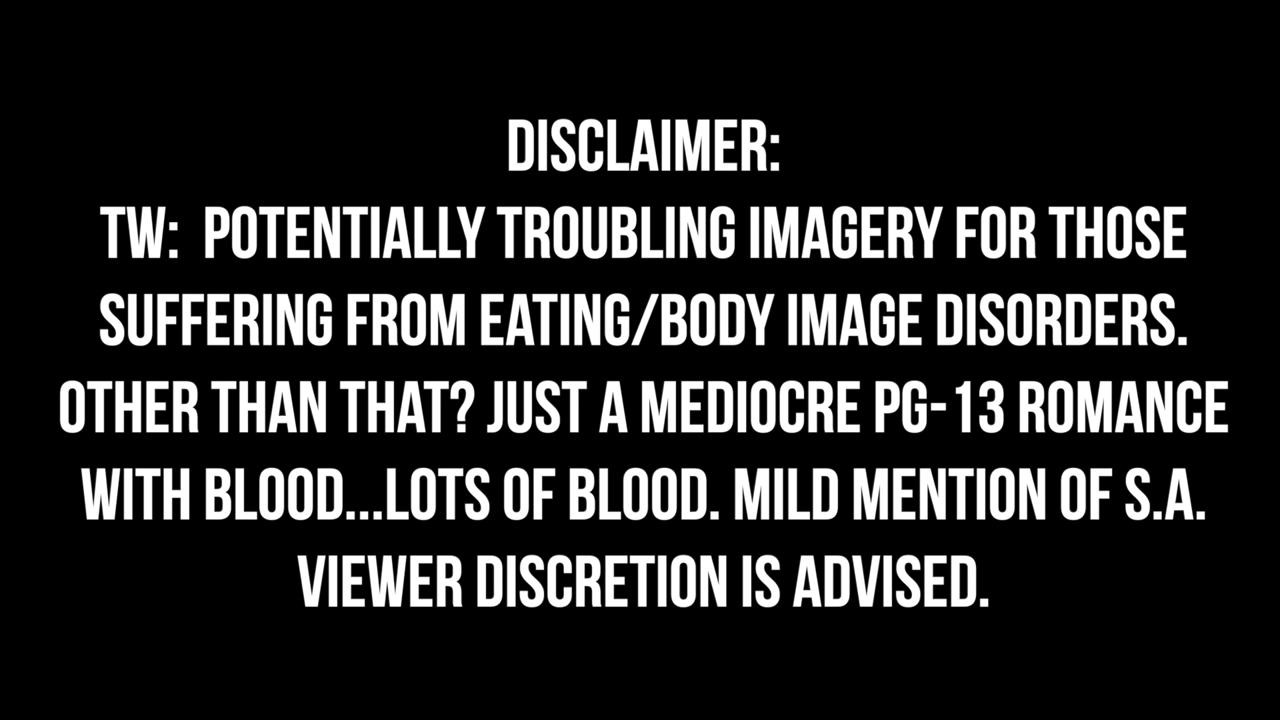 DISCLAIMER:
TW: POTENTIALLY TROUBLING IMAGERY FOR THOSE
SUFFERING FROM EATING/BODY IMAGE DISORDERS.
OTHER THAN THAT? JUST A MEDIOCRE PG-13 ROMANCE
WITH BLOOD...LOTS OF BLOOD. MILD MENTION OF S.A.
VIEWER DISCRETION IS ADVISED.